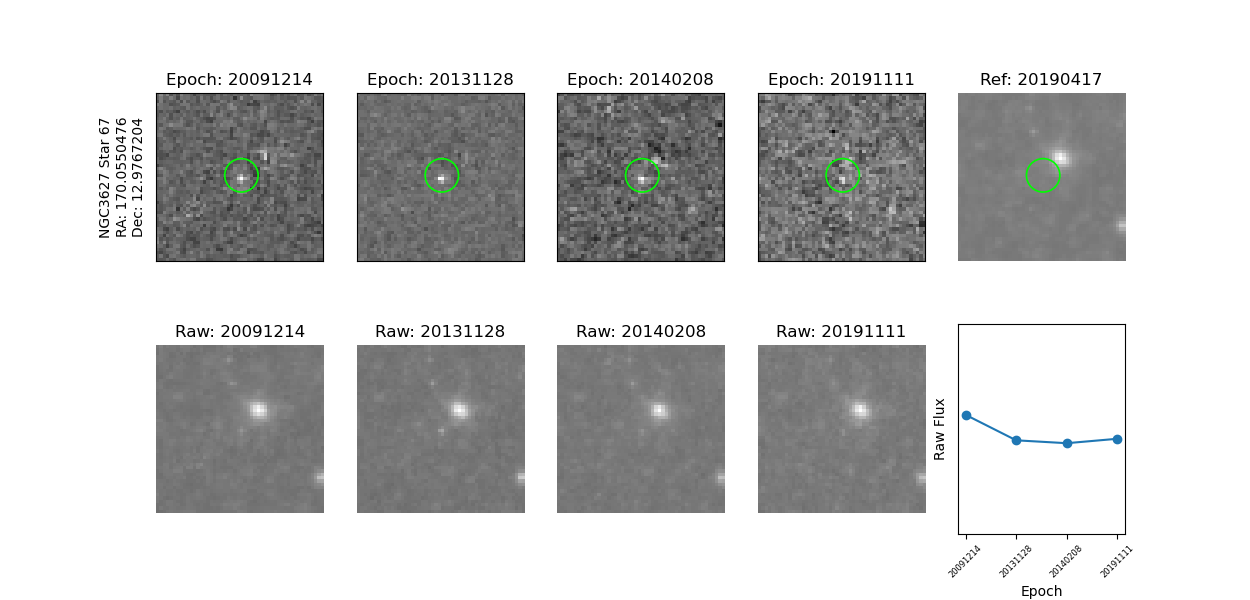 Epoch: 20091214
Epoch: 20131128
Epoch: 20140208
Epoch: 20191111
Ref: 20190417
NGC3627 Star 67
RA: 170.0550476
Dec: 12.9767204
Raw: 20091214
Raw: 20131128
Raw: 20140208
Raw: 20191111
Raw Flux
20091214
20131128
20140208
20191111
Epoch